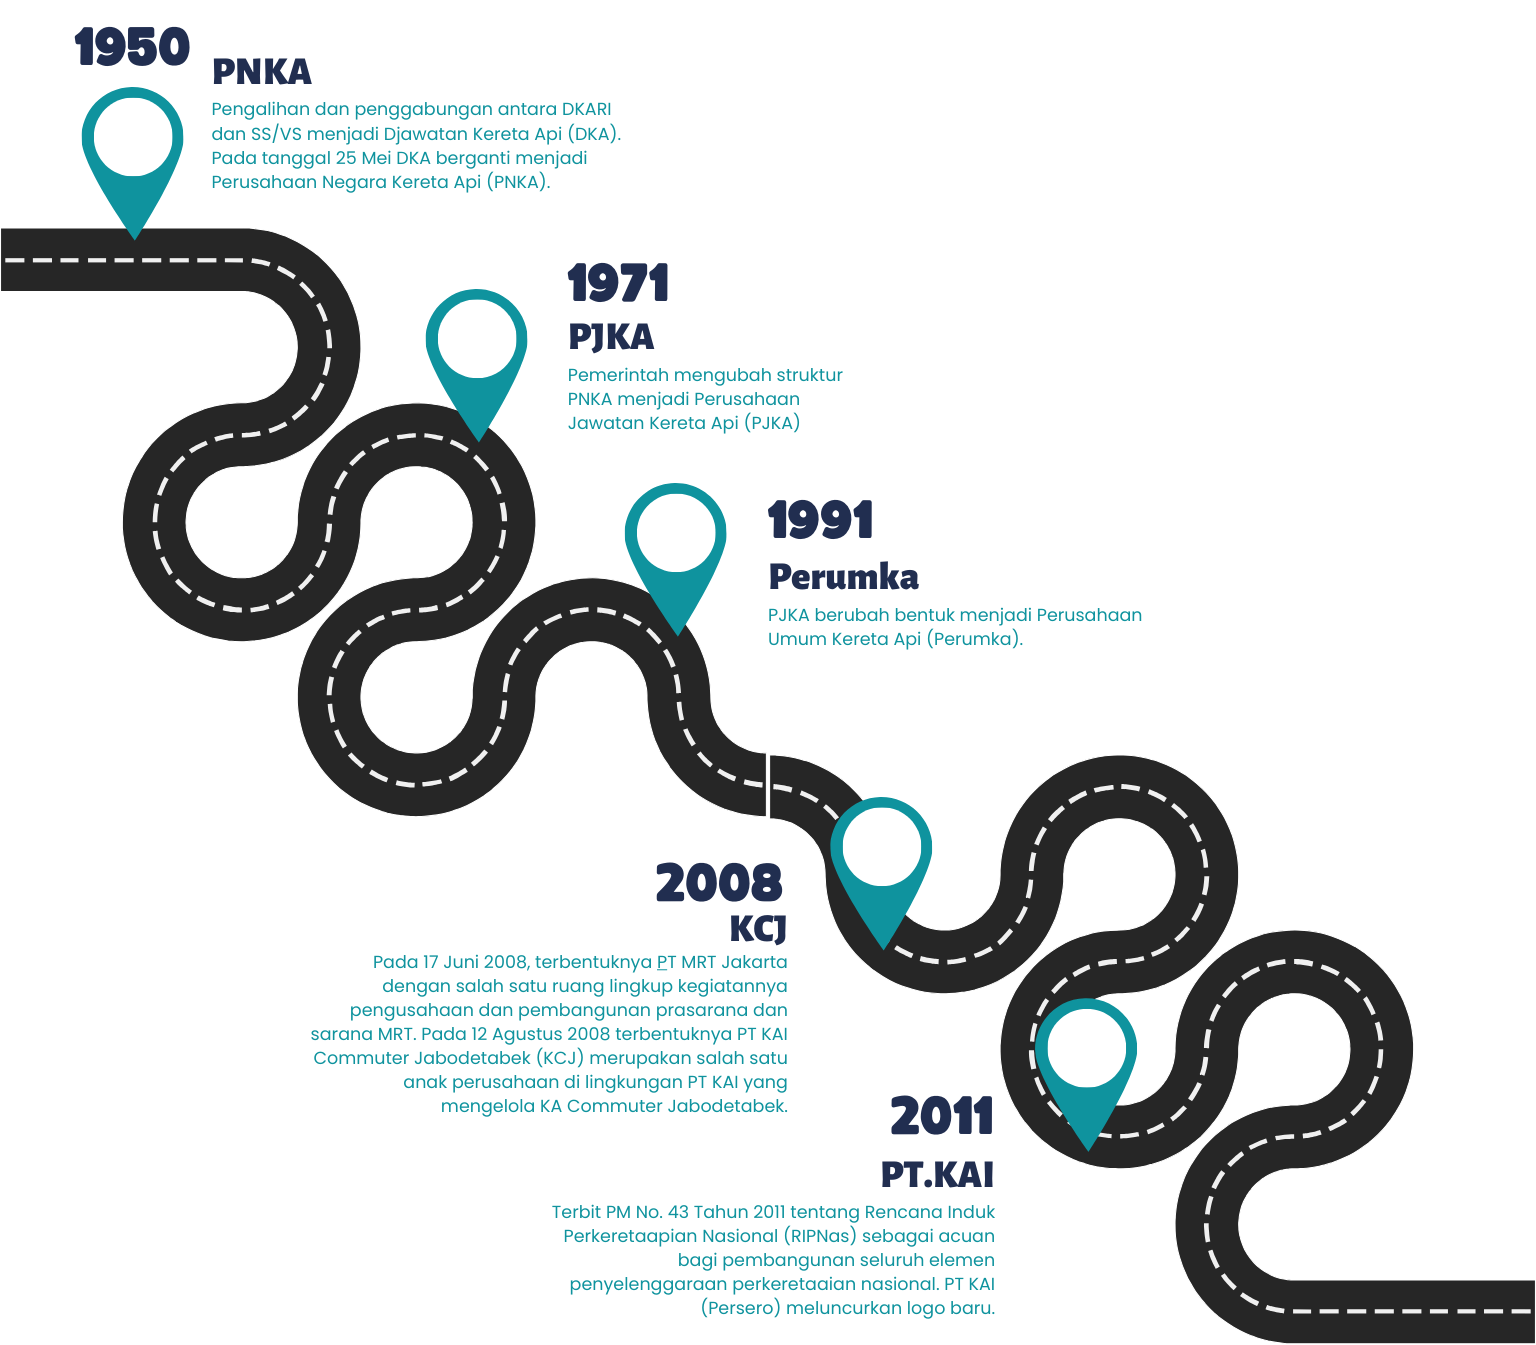 1950
PNKA
Pengalihan dan penggabungan antara DKARI
dan SS/VS menjadi Djawatan Kereta Api (DKA).
Pada tanggal 25 Mei DKA berganti menjadi
Perusahaan Negara Kereta Api (PNKA).
1971
PJKA
Pemerintah mengubah struktur
PNKA menjadi Perusahaan
Jawatan Kereta Api (PJKA)
1991
Perumka
PJKA berubah bentuk menjadi Perusahaan
Umum Kereta Api (Perumka).
2008
KCJ
Pada 17 Juni 2008, terbentuknya PT MRT Jakarta
dengan salah satu ruang lingkup kegiatannya
pengusahaan dan pembangunan prasarana dan
sarana MRT. Pada 12 Agustus 2008 terbentuknya PT KAI
Commuter Jabodetabek (KCJ) merupakan salah satu
anak perusahaan di lingkungan PT KAI yang
mengelola KA Commuter Jabodetabek.
2011
PT.KAI
Terbit PM No. 43 Tahun 2011 tentang Rencana Induk
Perkeretaapian Nasional (RIPNas) sebagai acuan
bagi pembangunan seluruh elemen
penyelenggaraan perkeretaaian nasional. PT KAI
(Persero) meluncurkan logo baru.